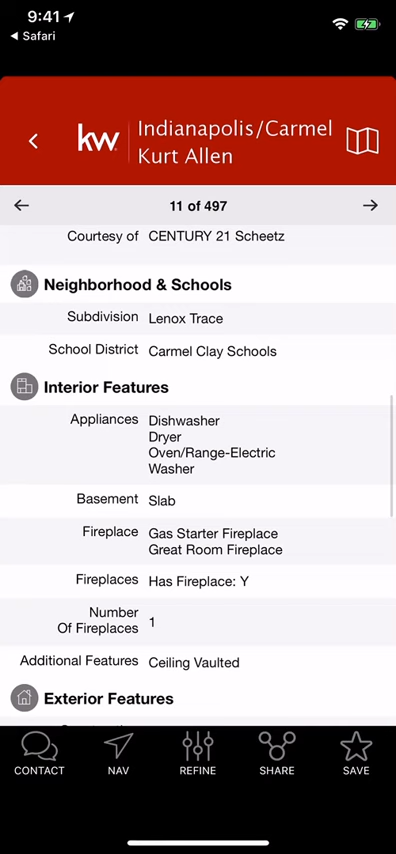 9:41
Safari
kw
Indianapolis/Carmel
Kurt Allen
11 of 497
Courtesy of CENTURY 21 Scheetz
Neighborhood & Schools
Subdivision Lenox Trace
School District Carmel Clay Schools
Interior Features
Appliances Dishwasher
Dryer
Oven/Range-Electric
Washer
Basement Slab
Fireplace Gas Starter Fireplace
Great Room Fireplace
Fireplaces Has Fireplace: Y
Number
Of Fireplaces 1
Additional Features Ceiling Vaulted
Exterior Features
CONTACT NAV REFINE SHARE SAVE